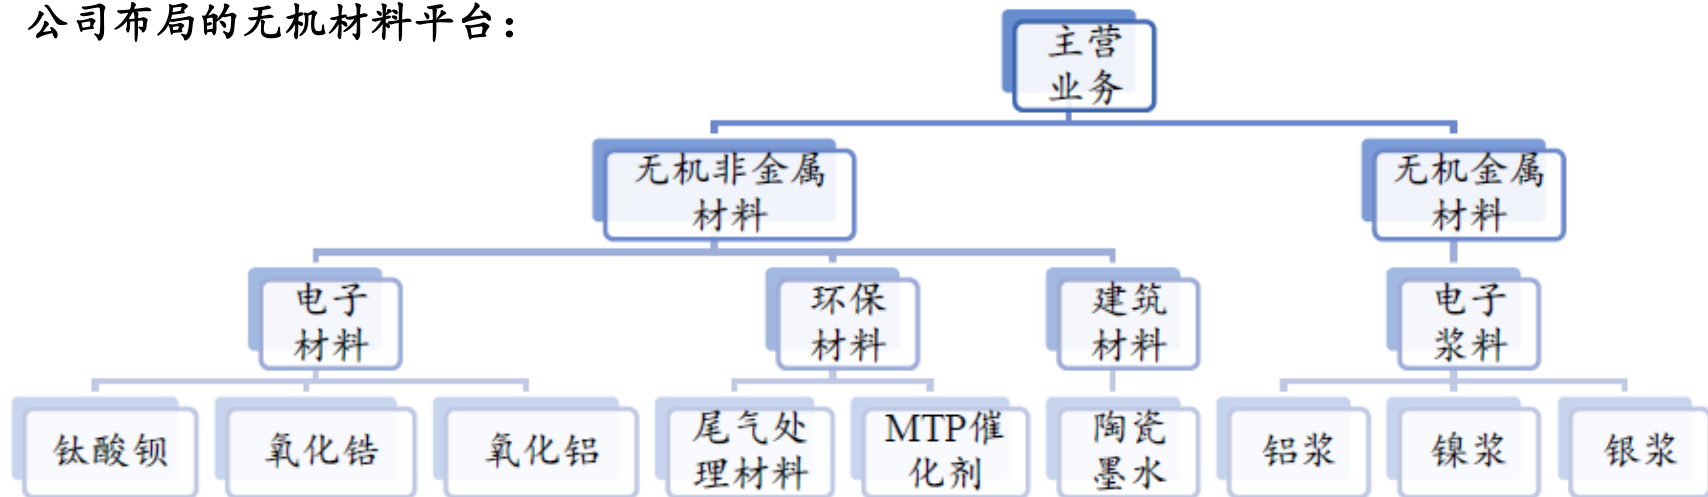 公司布局的无机材料平台：
主营
业务
无机非金属
材料
无机金属
材料
电子
材料
环保
材料
建筑
材料
电子
浆料
钛酸钡
氧化锆
氧化铝
尾气处
理材料
MTP催
化剂
陶瓷
墨水
铝浆
镍浆
银浆